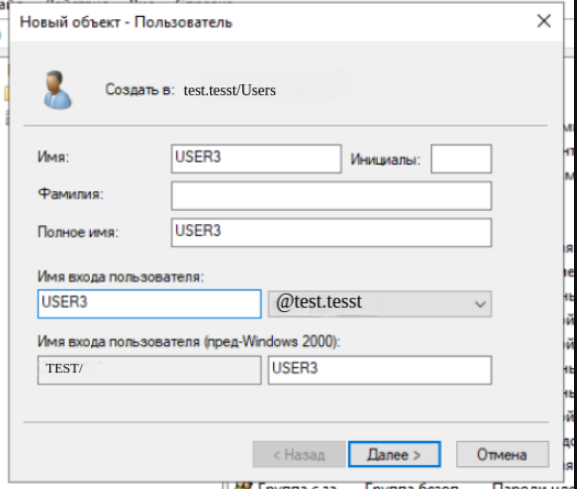 Новый объект - Пользователь
Создать в: test.tesst/Users
Имя: USER3 Инициалы:
Фамилия:
Полное имя: USER3
Имя входа пользователя:
USER3 @test.tesst
Имя входа пользователя (пред-Windows 2000):
TEST/ USER3
< Назад Далее > Отмена